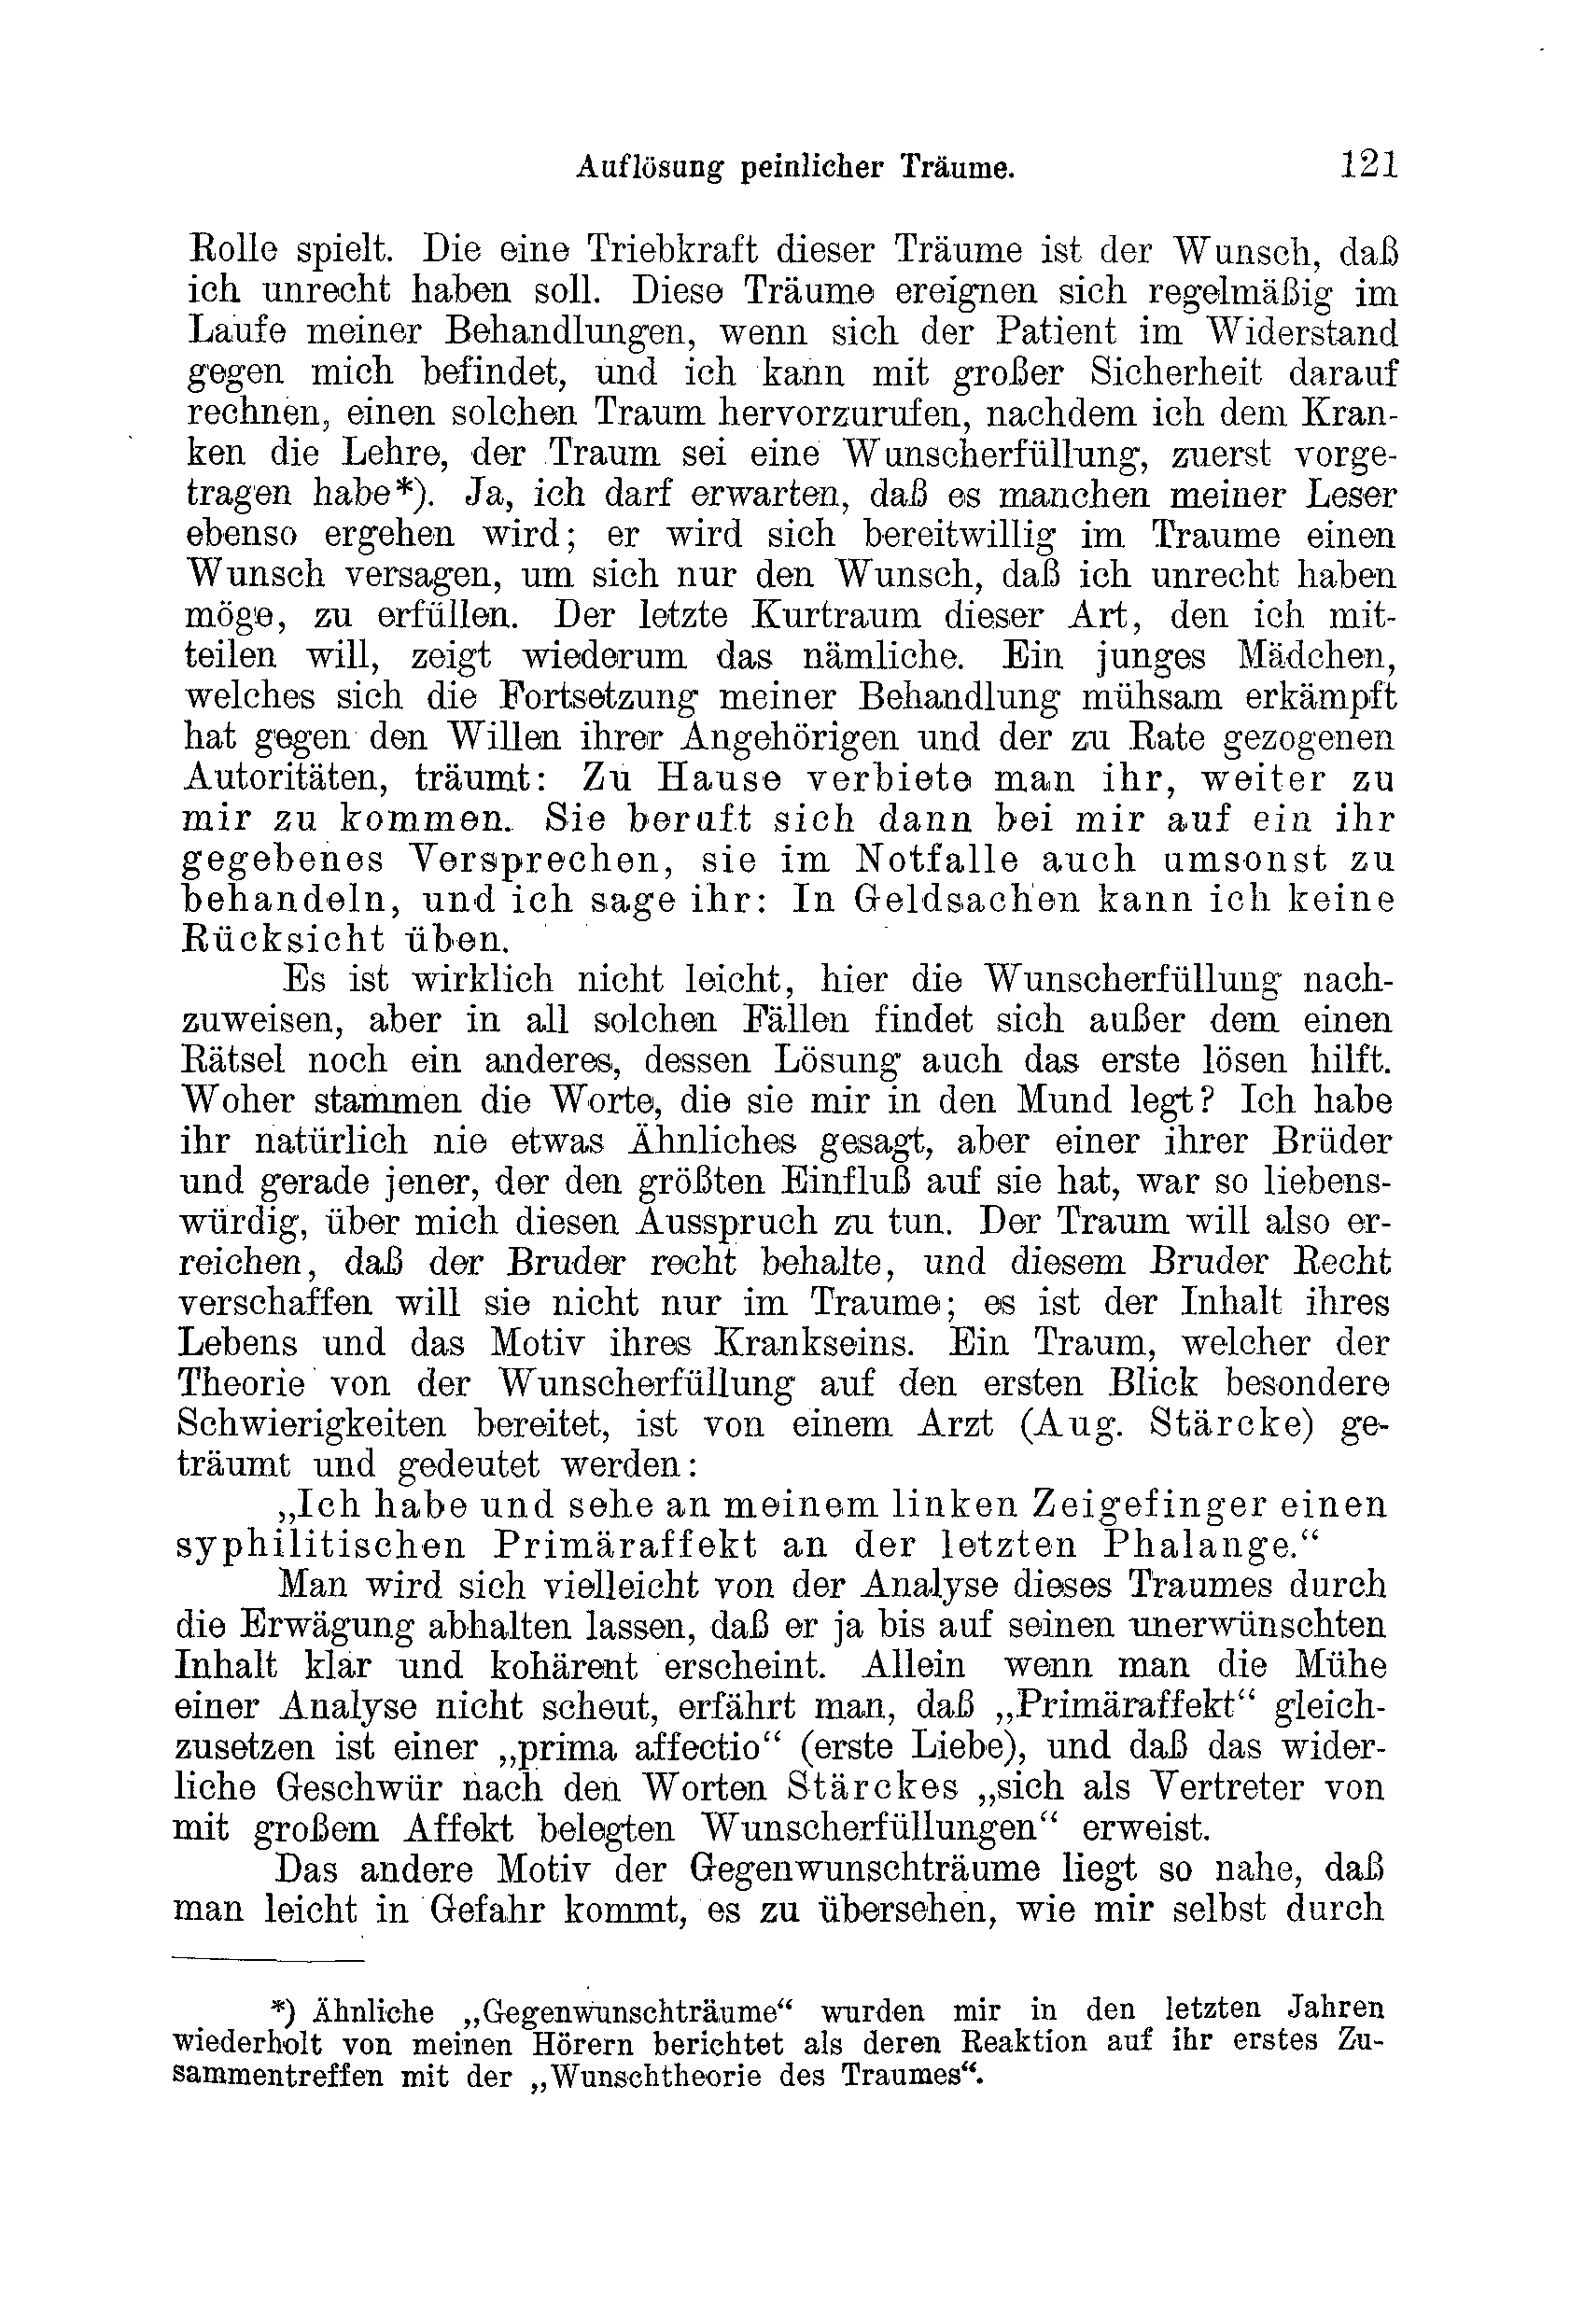 Auflösung peinlicher Träume. 121
Rolle spielt. Die eine Triebkraft dieser Träume ist der Wunsch, daß
ich unrecht haben soll. Diese Träume ereignen sich regelmäßig im
Laufe meiner Behandlungen, wenn sich der Patient im Widerstand
gegen mich befindet, und ich kann mit großer Sicherheit darauf
rechnen, einen solchen Traum hervorzurufen, nachdem ich dem Kran-
ken die Lehre, der Traum sei eine Wunscherfüllung, zuerst vorge-
tragen habe*). Ja, ich darf erwarten, daß es manchen meiner Leser
ebenso ergehen wird; er wird sich bereitwillig im Traume einen
Wunsch versagen, um sich nur den Wunsch, daß ich unrecht haben
möge, zu erfüllen. Der letzte Kurtraum dieser Art, den ich mit-
teilen will, zeigt wiederum das nämliche. Ein junges Mädchen,
welches sich die Fortsetzung meiner Behandlung mühsam erkämpft
hat gegen den Willen ihrer Angehörigen und der zu Rate gezogenen
Autoritäten, träumt: Zu Hause verbiete man ihr, weiter zu
mir zu kommen. Sie beruft sich dann bei mir auf ein ihr
gegebenes Versprechen, sie im Notfalle auch umsonst zu
behandeln, und ich sage ihr: In Geldsachen kann ich keine
Rücksicht üben.
Es ist wirklich nicht leicht, hier die Wunscherfüllung nach-
zuweisen, aber in all solchen Fällen findet sich außer dem einen
Rätsel noch ein anderes, dessen Lösung auch das erste lösen hilft.
Woher stammen die Worte, die sie mir in den Mund legt? Ich habe
ihr natürlich nie etwas Ähnliches gesagt, aber einer ihrer Brüder
und gerade jener, der den größten Einfluß auf sie hat, war so liebens-
würdig, über mich diesen Ausspruch zu tun. Der Traum will also er-
reichen, daß der Bruder recht behalte, und diesem Bruder Recht
verschaffen will sie nicht nur im Traume; es ist der Inhalt ihres
Lebens und das Motiv ihres Krankseins. Ein Traum, welcher der
Theorie von der Wunscherfüllung auf den ersten Blick besondere
Schwierigkeiten bereitet, ist von einem Arzt (Aug. Stärcke) ge-
träumt und gedeutet werden:
„Ich habe und sehe an meinem linken Zeigefinger einen
syphilitischen Primäraffekt an der letzten Phalange.“
Man wird sich vielleicht von der Analyse dieses Traumes durch
die Erwägung abhalten lassen, daß er ja bis auf seinen unerwünschten
Inhalt klar und kohärent erscheint. Allein wenn man die Mühe
einer Analyse nicht scheut, erfährt man, daß „Primäraffekt“ gleich-
zusetzen ist einer „prima affectio“ (erste Liebe), und daß das wider-
liche Geschwür nach den Worten Stärckes „sich als Vertreter von
mit großem Affekt belegten Wunscherfüllungen“ erweist.
Das andere Motiv der Gegenwunschträume liegt so nahe, daß
man leicht in Gefahr kommt, es zu übersehen, wie mir selbst durch
*) Ähnliche „Gegenwunschträume“ wurden mir in den letzten Jahren
wiederholt von meinen Hörern berichtet als deren Reaktion auf ihr erstes Zu-
sammentreffen mit der „Wunschtheorie des Traumes“.